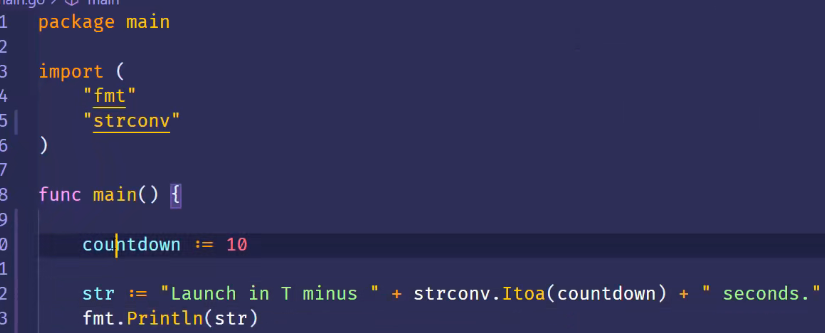 main.go > main
1 package main
2
3 import (
4 "fmt"
5 "strconv"
6 )
7
8 func main() {
9
0 countdown := 10
1
2 str := "Launch in T minus " + strconv.Itoa(countdown) + " seconds."
3 fmt.Println(str)